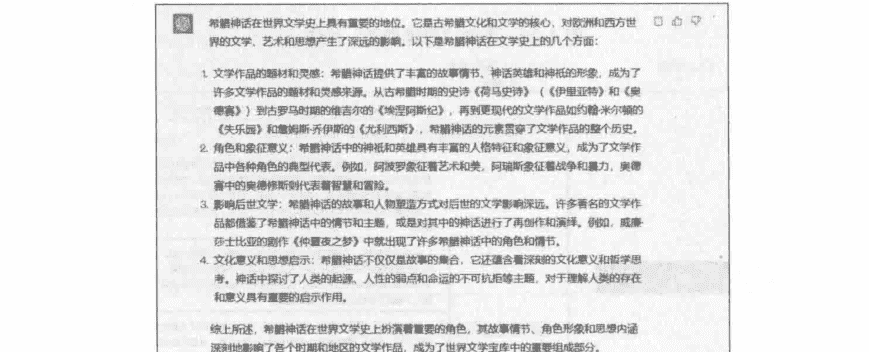 希腊神话在世界文学史上具有重要的地位。它是古希腊文化和文学的核心，对欧洲和西方世
界的文学、艺术和思想产生了深远的影响。以下是希腊神话在文学史上的几个方面：
1. 文学作品的题材和灵感：希腊神话提供了丰富的故事情节、神话英雄和神祇的形象，成为了
许多文学作品的题材和灵感来源。从古希腊时期的史诗《荷马史诗》（《伊里亚特》和《奥
德赛》）到古罗马时期的维吉尔的《埃涅阿斯纪》，再到更现代的文学作品如约翰·米尔顿的
《失乐园》和詹姆斯·乔伊斯的《尤利西斯》，希腊神话的元素贯穿了文学作品的整个历史。
2. 角色和象征意义：希腊神话中的神祇和英雄具有丰富的人格特征和象征意义，成为了文学作
品中各种角色的典型代表。例如，阿波罗象征着艺术和美，阿瑞斯象征着战争和暴力，奥德
赛中的奥德修斯则代表着智慧和冒险。
3. 影响后世文学：希腊神话的故事和人物塑造方式对后世的文学影响深远。许多著名的文学作
品都借鉴了希腊神话中的情节和主题，或是对其中的神话进行了再创作和演绎。例如，威廉·
莎士比亚的剧作《仲夏夜之梦》中就出现了许多希腊神话中的角色和情节。
4. 文化意义和思想启示：希腊神话不仅仅是故事的集合，它还蕴含着深刻的文化意义和哲学思
考。神话中探讨了人类的起源、人性的弱点和命运的不可抗拒等主题，对于理解人类的存在
和意义具有重要的启示作用。
综上所述，希腊神话在世界文学史上扮演着重要的角色，其故事情节、角色形象和思想内涵
深刻地影响了各个时期和地区的文学作品，成为了世界文学宝库中的重要组成部分。